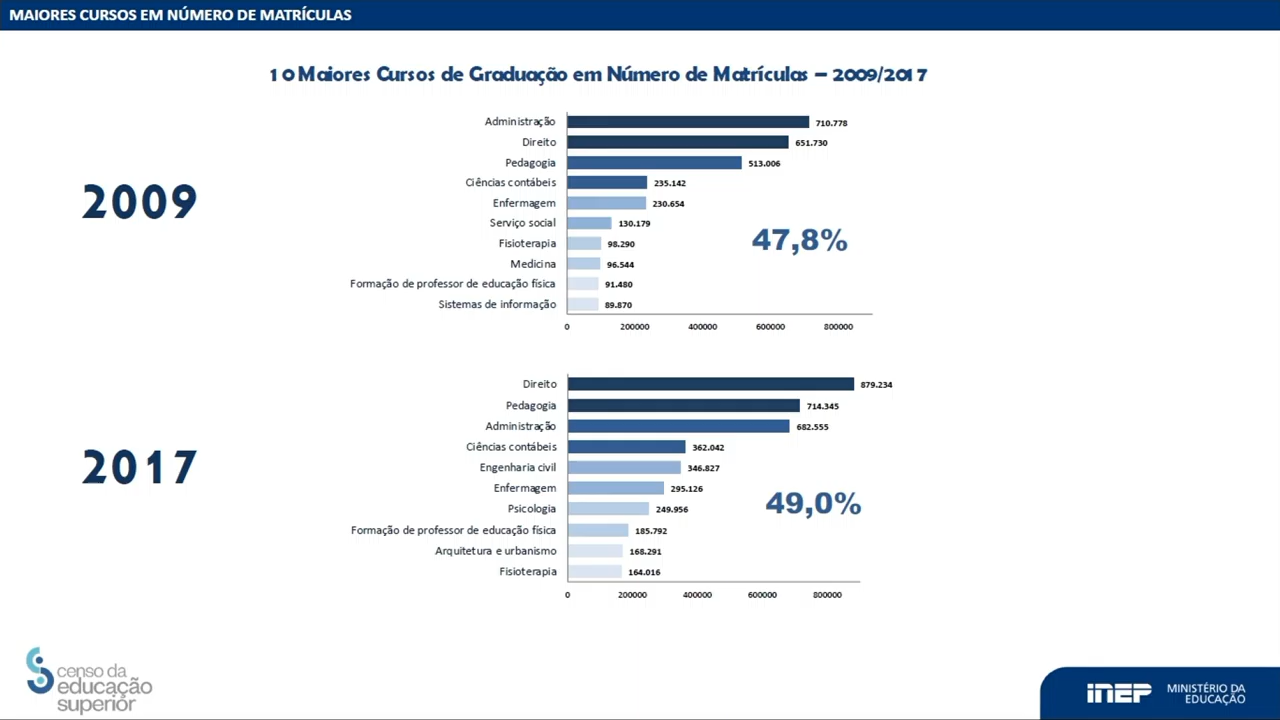 MAIORES CURSOS EM NÚMERO DE MATRÍCULAS
10 Maiores Cursos de Graduação em Número de Matrículas – 2009/2017
2009
Administração 710.778
Direito 651.730
Pedagogia 513.006
Ciências contábeis 235.142
Enfermagem 230.654
Serviço social 130.179
Fisioterapia 98.290
Medicina 96.544
Formação de professor de educação física 91.480
Sistemas de informação 89.870
47,8%
0 200000 400000 600000 800000
2017
Direito 879.234
Pedagogia 714.345
Administração 682.555
Ciências contábeis 362.042
Engenharia civil 346.827
Enfermagem 295.126
Psicologia 249.956
Formação de professor de educação física 185.792
Arquitetura e urbanismo 168.291
Fisioterapia 164.016
49,0%
0 200000 400000 600000 800000
censo da
educação
superior
INEP
MINISTÉRIO DA
EDUCAÇÃO